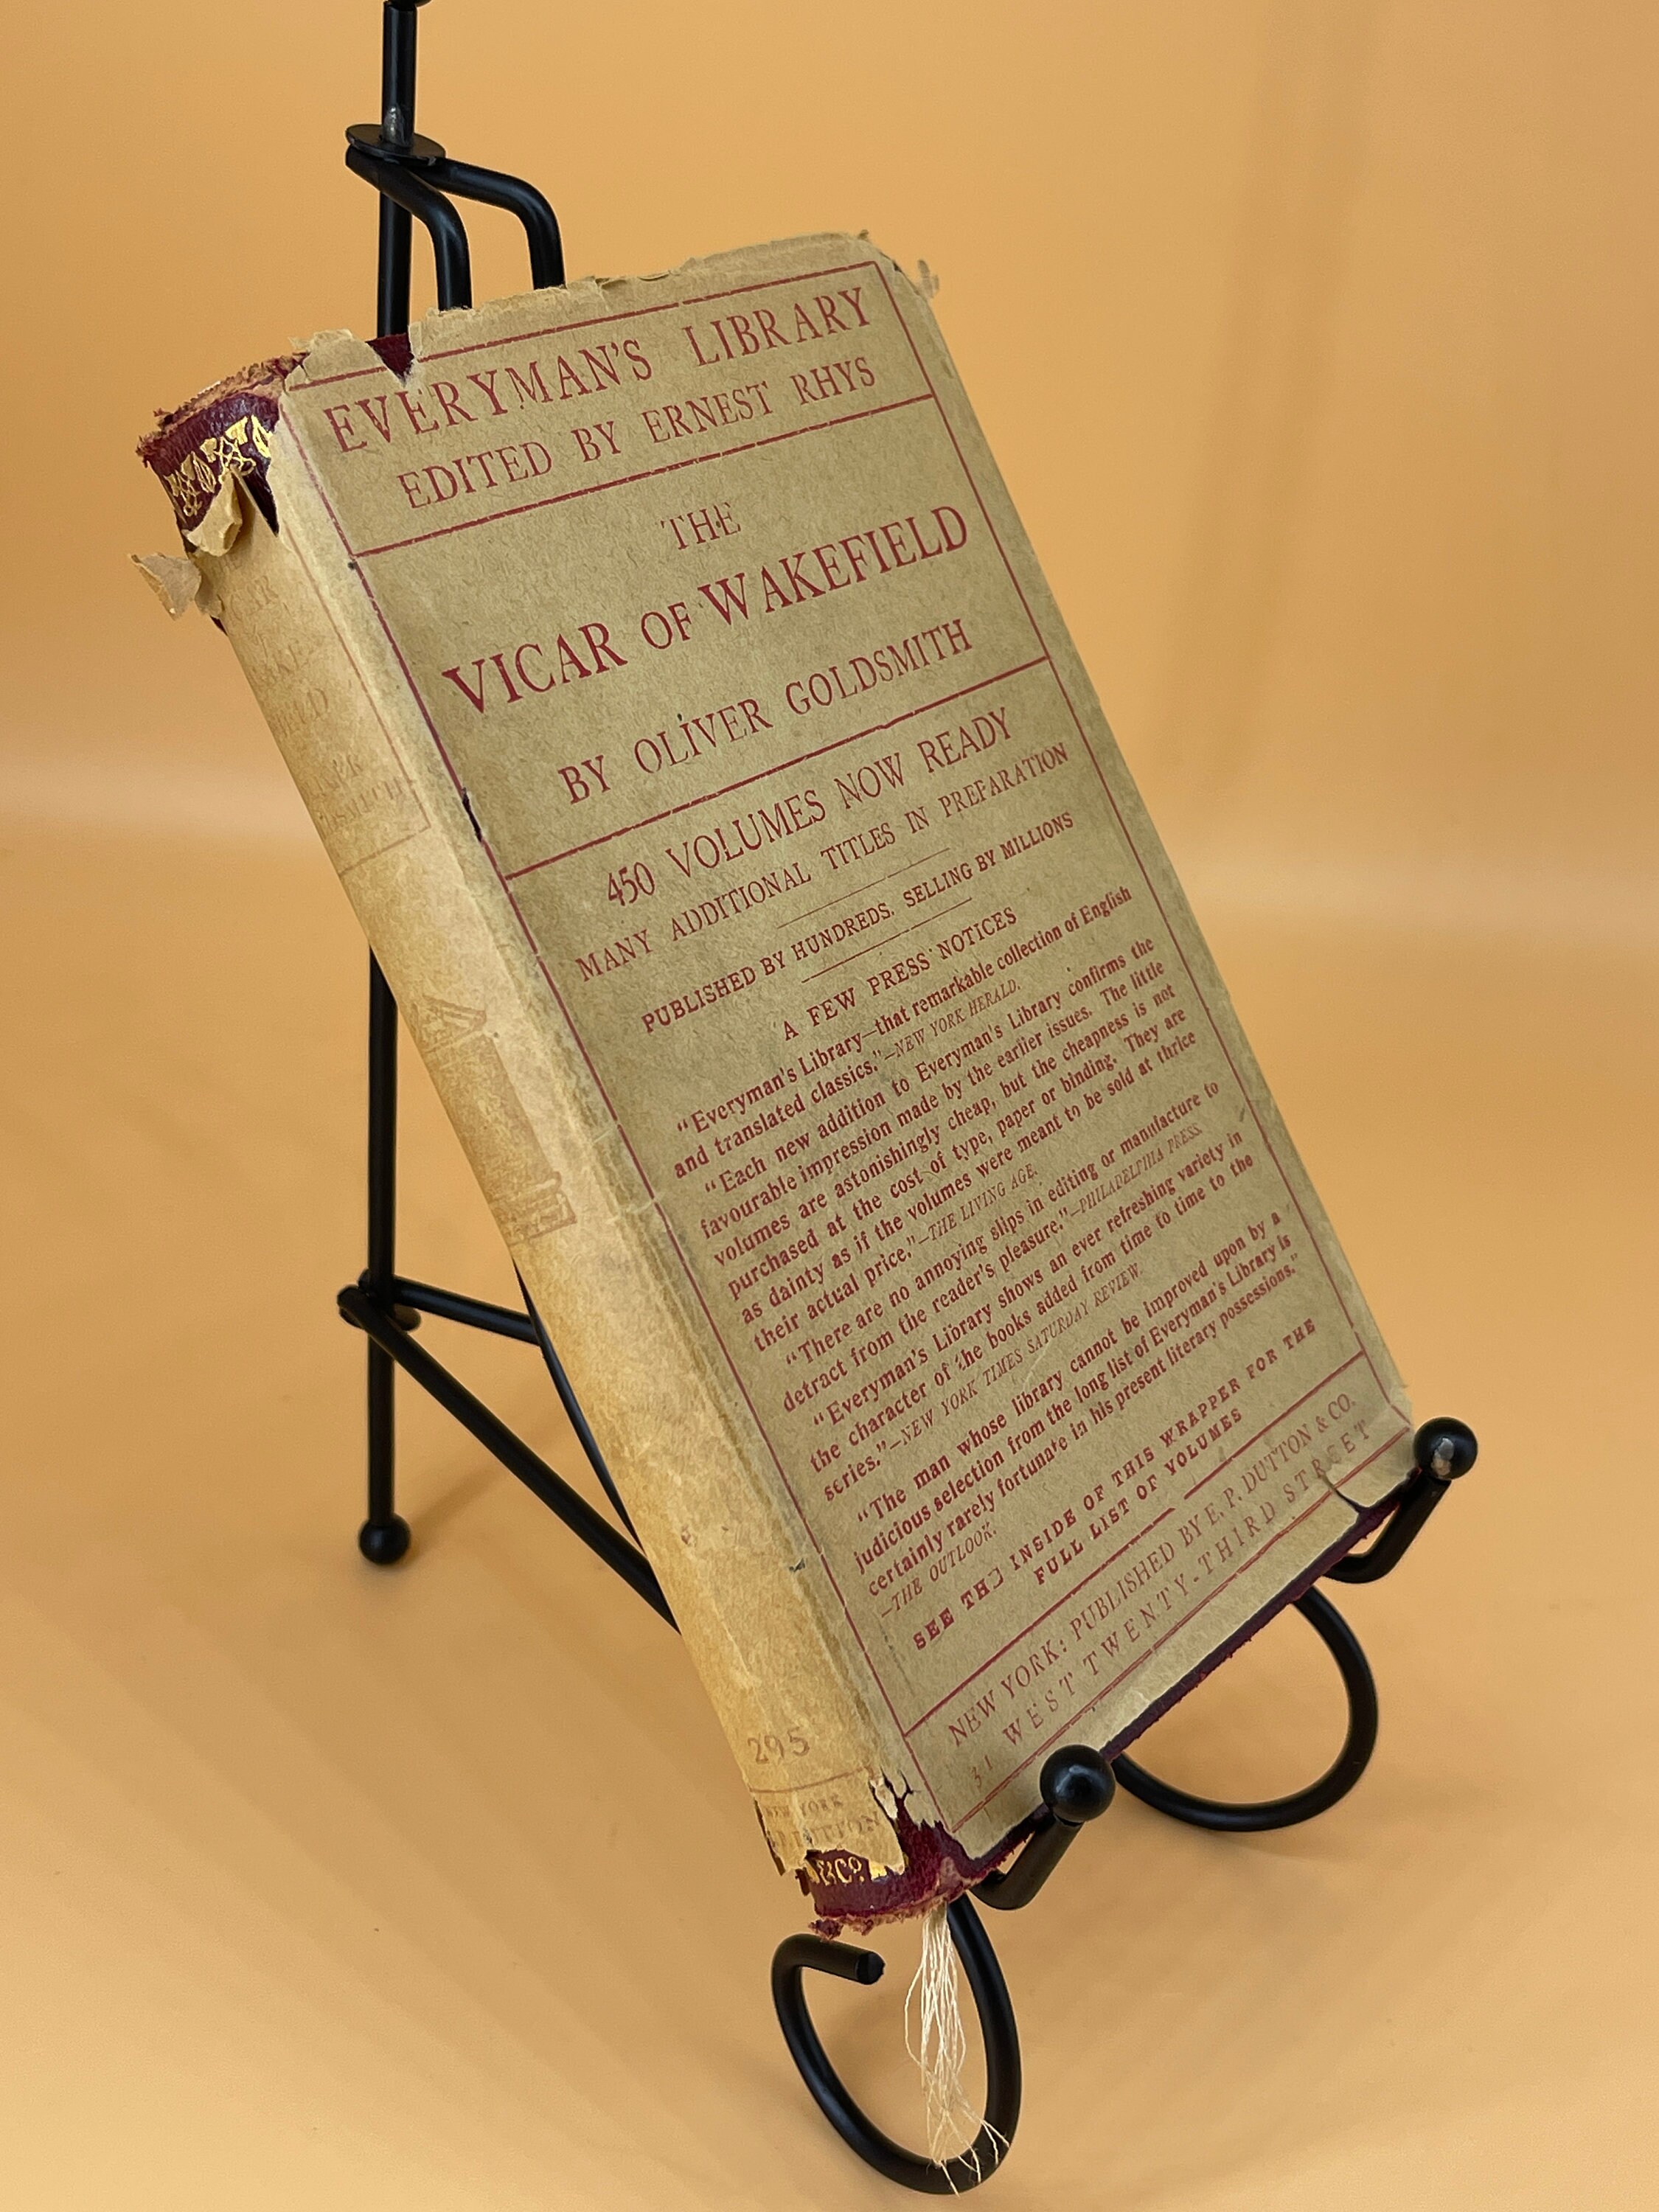 EVERYMAN'S LIBRARY
EDITED BY ERNEST RHYS
THE
VICAR OF WAKEFIELD
BY OLIVER GOLDSMITH
450 VOLUMES NOW READY
MANY ADDITIONAL TITLES IN PREPARATION
PUBLISHED BY HUNDREDS. SELLING BY MILLIONS
A FEW PRESS NOTICES
"Everyman's Library—that remarkable collection of English
and translated classics."—NEW YORK HERALD.
"Each new addition to Everyman's Library confirms the
favourable impression made by the earlier issues. The little
volumes are astonishingly cheap, but the cheapness is not
purchased at the cost of type, paper or binding. They are
as dainty as if the volumes were meant to be sold at thrice
their actual price."—THE LIVING AGE.
"There are no annoying slips in editing or manufacture to
detract from the reader's pleasure."—PHILADELPHIA PRESS.
"Everyman's Library shows an ever refreshing variety in
the character of the books added from time to time to the
series."—NEW YORK TIMES SATURDAY REVIEW.
"The man whose library cannot be improved upon by a
judicious selection from the long list of Everyman's Library is
certainly rarely fortunate in his present literary possessions."
—THE OUTLOOK.
SEE THE INSIDE OF THIS WRAPPER FOR THE
FULL LIST OF VOLUMES
NEW YORK: PUBLISHED BY E. P. DUTTON & CO.
31 WEST TWENTY-THIRD STREET
295
NEW YORK
DUTTON
&CO.